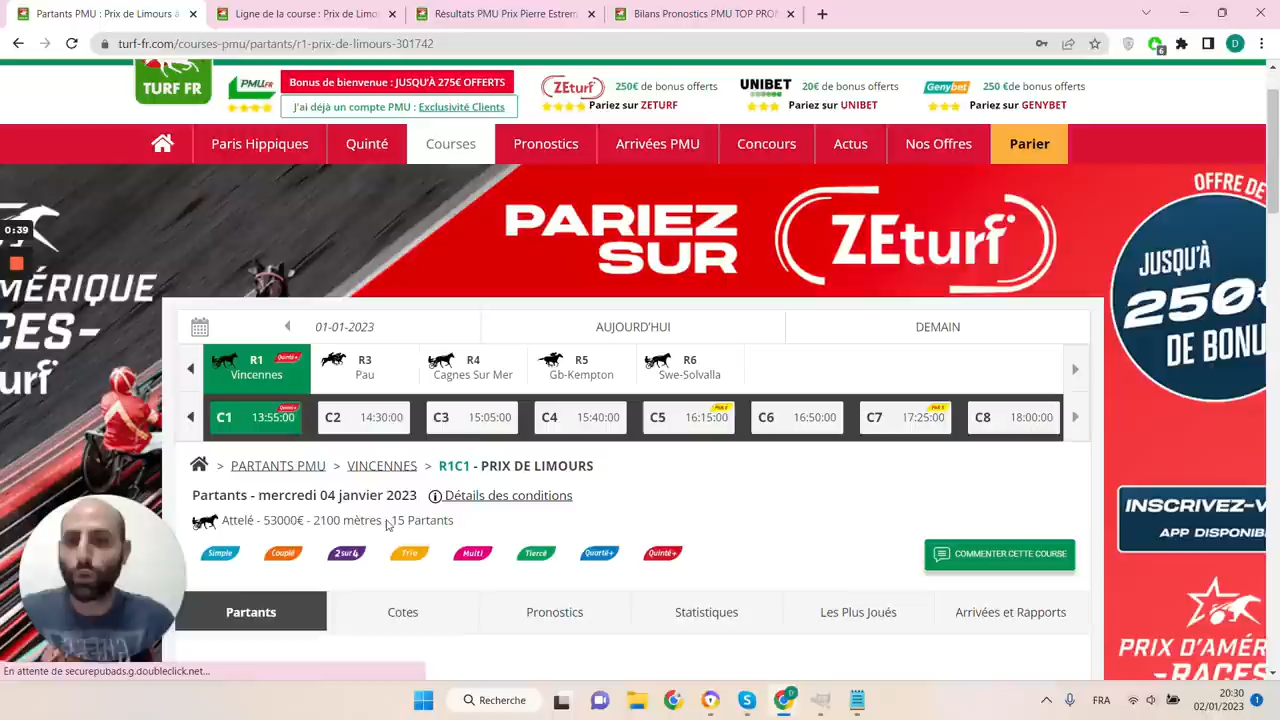 Partants PMU : Prix de Limours à
Ligne de la course : Prix de Limo
Résultats PMU Prix Pierre Estrem
Bilans Pronostics PMU TOP PRO
turf-fr.com/courses-pmu/partants/r1-prix-de-limours-301742
6
D
TURF FR
PMU.FR
Bonus de bienvenue : JUSQU'À 275€ OFFERTS
J'ai déjà un compte PMU : Exclusivité Clients
ZEturf
250€ de bonus offerts
Pariez sur ZETURF
UNIBET
20€ de bonus offerts
Pariez sur UNIBET
Genybet
250 €de bonus offerts
Pariez sur GENYBET
Paris Hippiques
Quinté
Courses
Pronostics
Arrivées PMU
Concours
Actus
Nos Offres
Parier
0:39
MÉRIQUE
CES-
urf
PARIEZ
SUR
ZEturf
OFFRE DE
JUSQU'À
250€
DE BONU
01-01-2023
AUJOURD'HUI
DEMAIN
R1
Quinté+
Vincennes
R3
Pau
R4
Cagnes Sur Mer
R5
Gb-Kempton
R6
Swe-Solvalla
C1 13:55:00
C2 14:30:00
C3 15:05:00
C4 15:40:00
C5 16:15:00
C6 16:50:00
C7 17:25:00
C8 18:00:00
> PARTANTS PMU > VINCENNES > R1C1 - PRIX DE LIMOURS
Partants - mercredi 04 janvier 2023 Détails des conditions
Attelé - 53000€ - 2100 mètres - 15 Partants
Simple
Couplé
2 sur 4
Trio
Multi
Tiercé
Quarté+
Quinté+
COMMENTER CETTE COURSE
INSCRIVEZ-V
APP DISPONIB
Partants
Cotes
Pronostics
Statistiques
Les Plus Joués
Arrivées et Rapports
PRIX D'AMÉR
-RACES
En attente de securepubads.g.doubleclick.net...
Recherche
FRA
20:30
02/01/2023
1